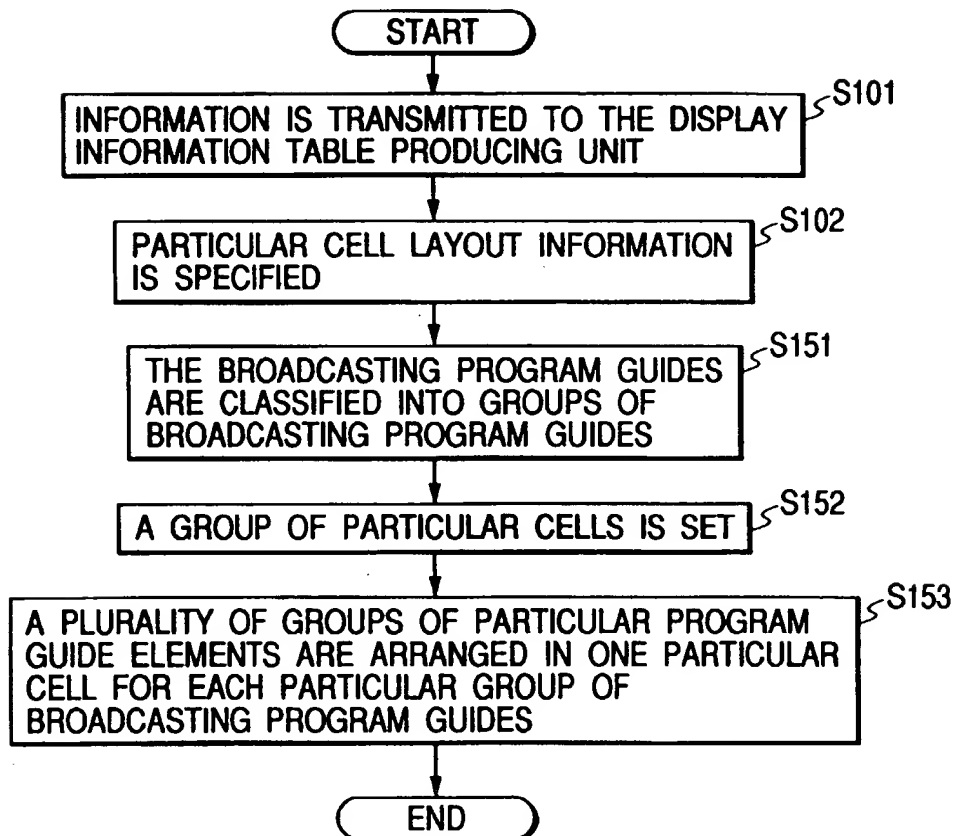 START
S101
INFORMATION IS TRANSMITTED TO THE DISPLAY
INFORMATION TABLE PRODUCING UNIT
S102
PARTICULAR CELL LAYOUT INFORMATION
IS SPECIFIED
S151
THE BROADCASTING PROGRAM GUIDES
ARE CLASSIFIED INTO GROUPS OF
BROADCASTING PROGRAM GUIDES
S152
A GROUP OF PARTICULAR CELLS IS SET
S153
A PLURALITY OF GROUPS OF PARTICULAR PROGRAM
GUIDE ELEMENTS ARE ARRANGED IN ONE PARTICULAR
CELL FOR EACH PARTICULAR GROUP OF
BROADCASTING PROGRAM GUIDES
END